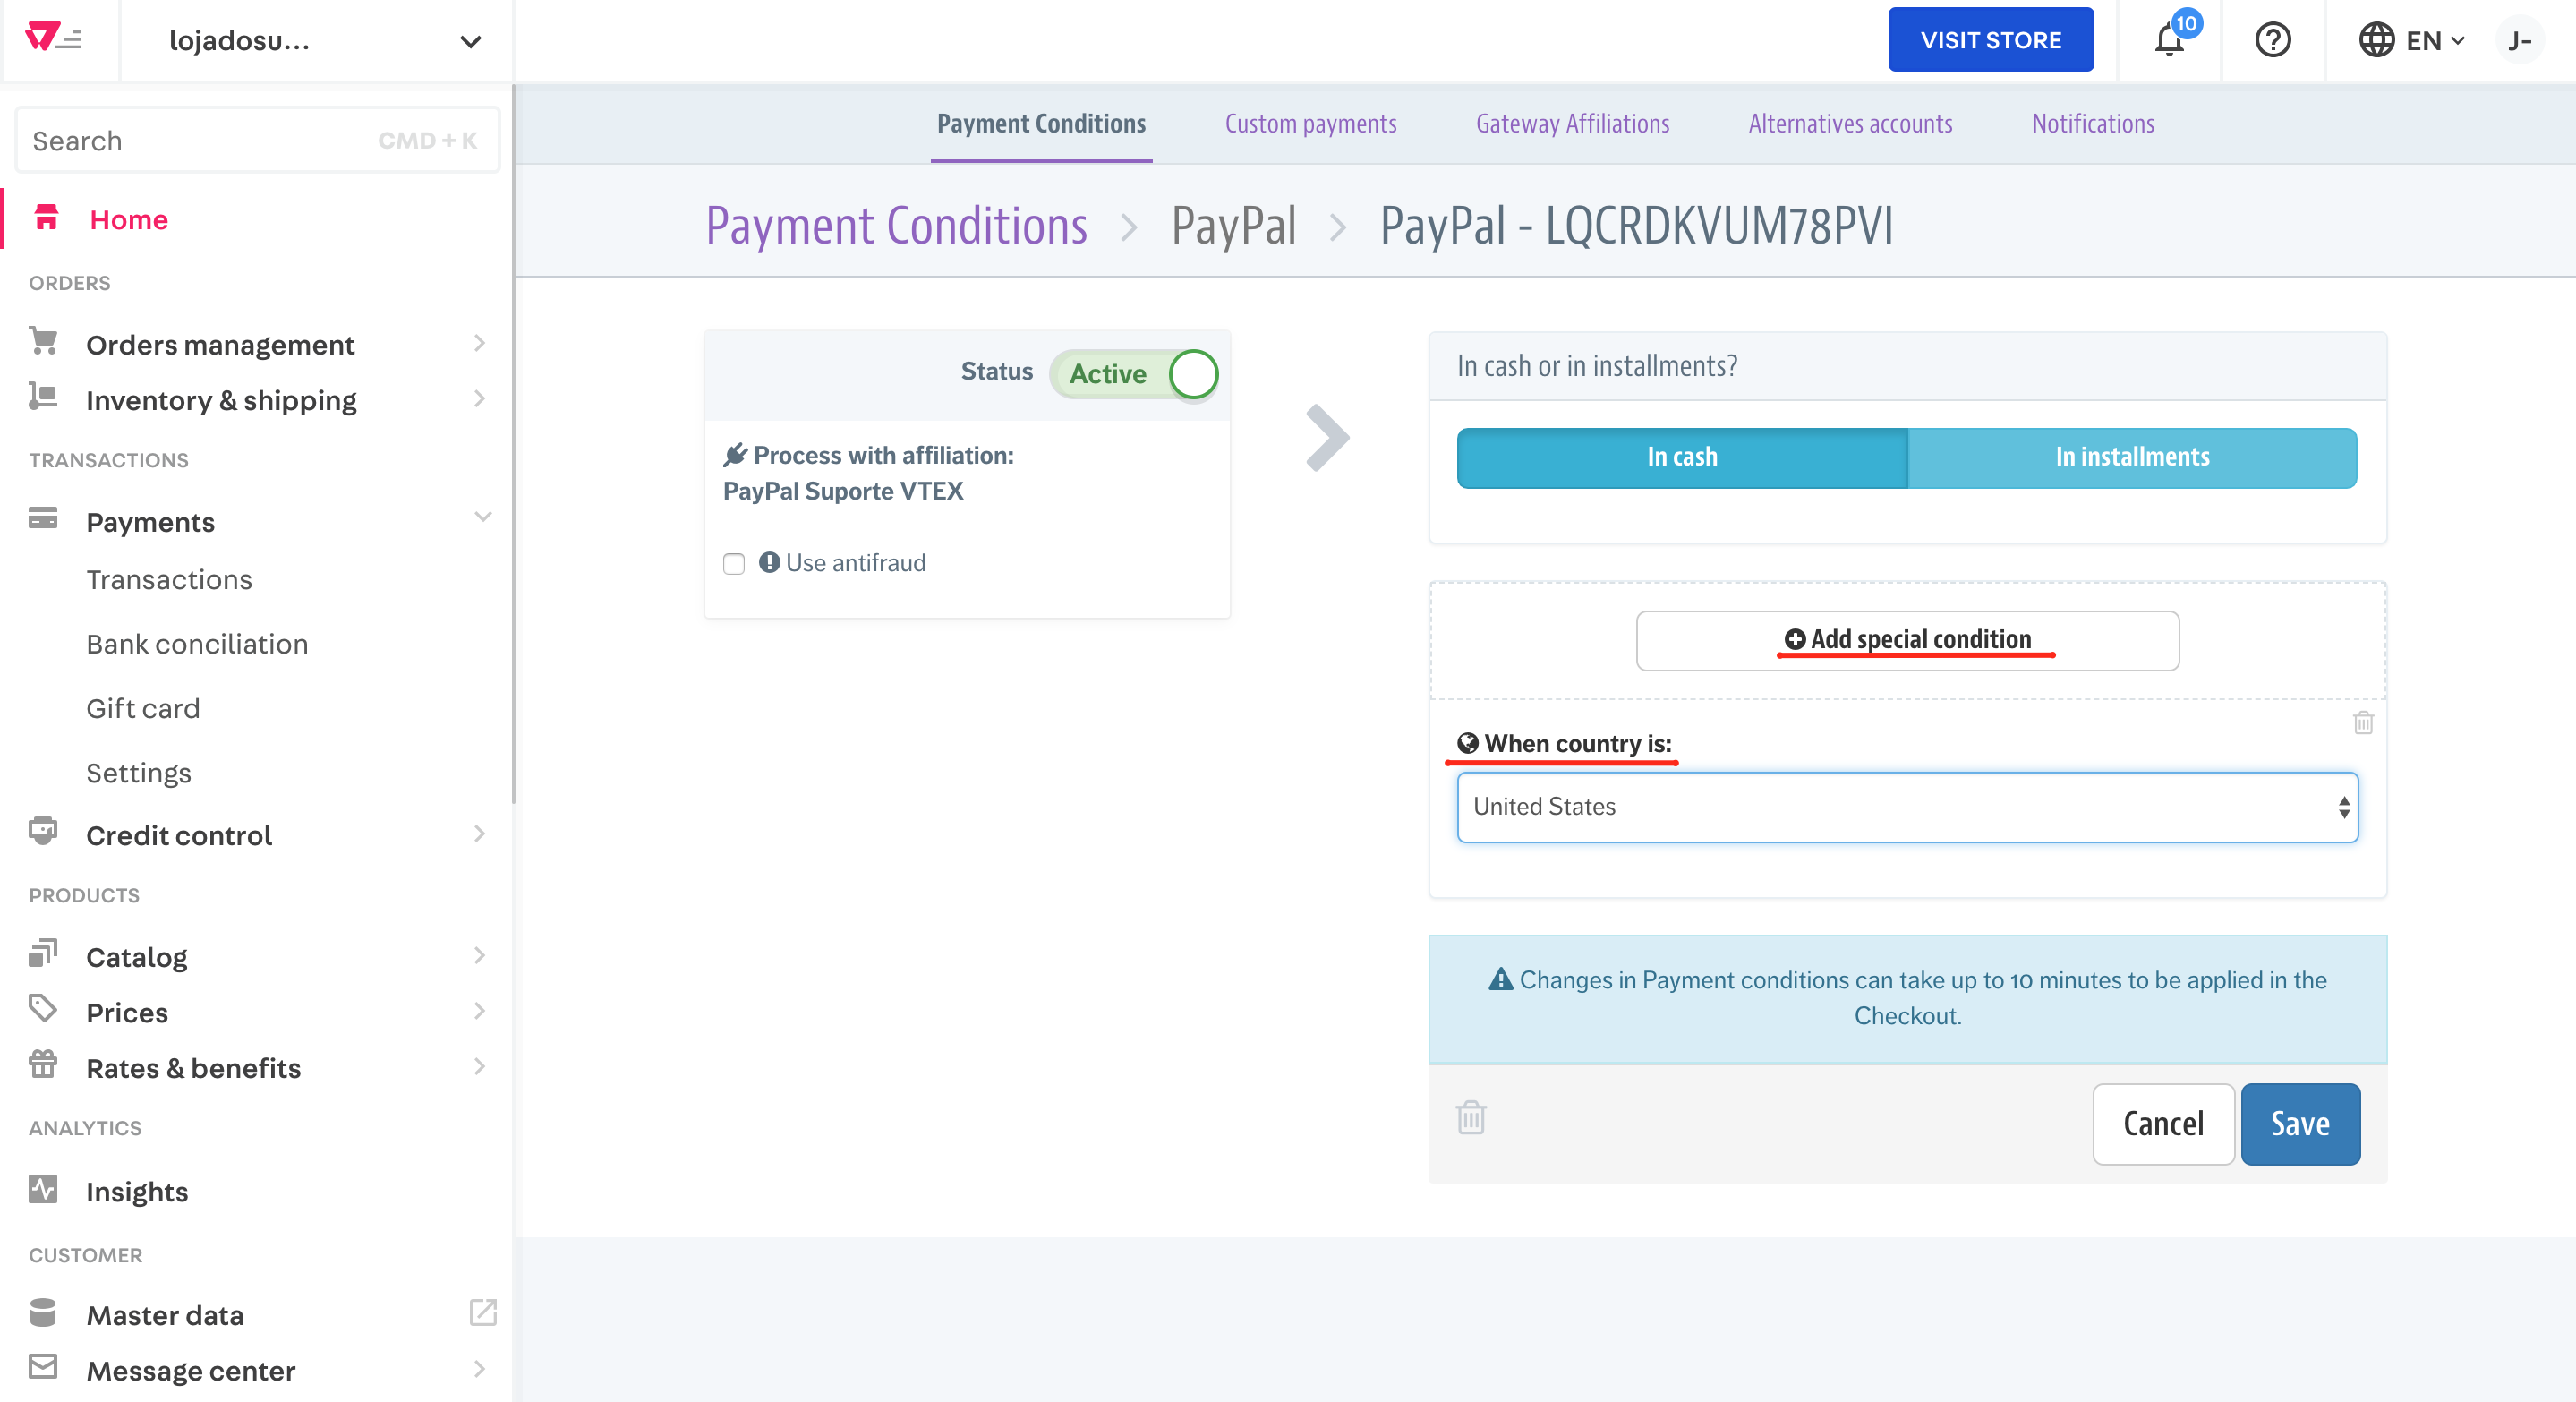 lojadosu...
VISIT STORE
10
EN
J-
Search
CMD + K
Home
ORDERS
Orders management
Inventory & shipping
TRANSACTIONS
Payments
Transactions
Bank conciliation
Gift card
Settings
Credit control
PRODUCTS
Catalog
Prices
Rates & benefits
ANALYTICS
Insights
CUSTOMER
Master data
Message center
Payment Conditions
Custom payments
Gateway Affiliations
Alternatives accounts
Notifications
Payment Conditions > PayPal > PayPal - LQCRDKVUM78PVI
Status
Active
Process with affiliation:
PayPal Suporte VTEX
Use antifraud
In cash or in installments?
In cash
In installments
Add special condition
When country is:
United States
Changes in Payment conditions can take up to 10 minutes to be applied in the
Checkout.
Cancel
Save